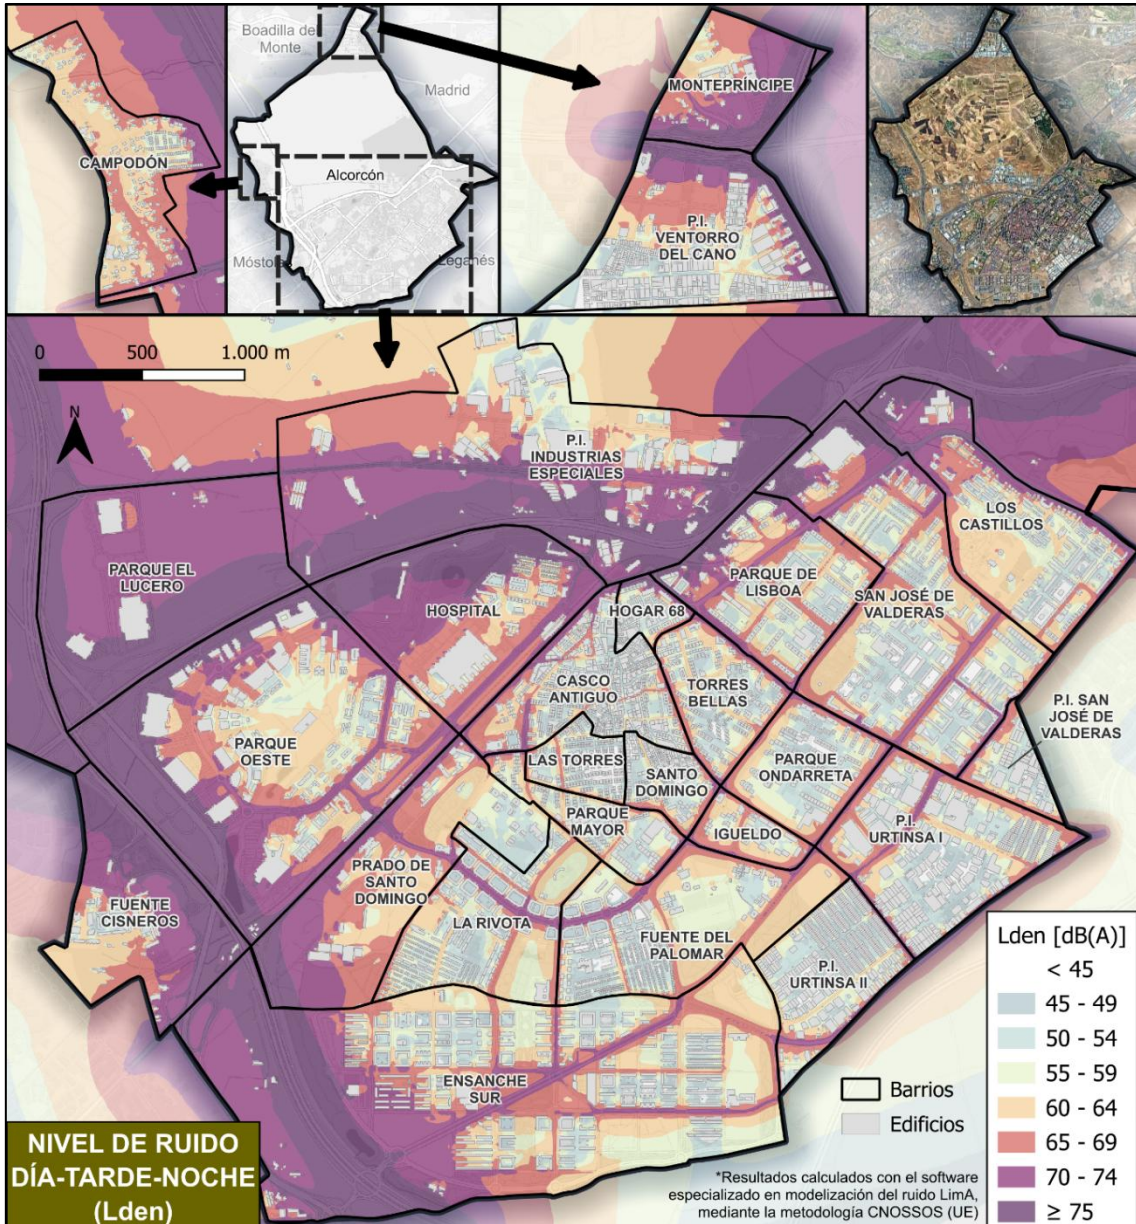 Boadilla del
Monte
Madrid
Alcorcón
Móstoles
Leganés
CAMPODÓN
MONTEPRÍNCIPE
P.I.
VENTORRO
DEL CANO
0 500 1.000 m
N
P.I.
INDUSTRIAS
ESPECIALES
LOS
CASTILLOS
PARQUE EL
LUCERO
HOSPITAL
HOGAR 68
PARQUE DE
LISBOA
SAN JOSÉ DE
VALDERAS
CASCO
ANTIGUO
TORRES
BELLAS
P.I. SAN
JOSÉ DE
VALDERAS
PARQUE
OESTE
LAS TORRES
SANTO
DOMINGO
PARQUE
ONDARRETA
PARQUE
MAYOR
IGUELDO
P.I.
URTINSA I
PRADO DE
SANTO
DOMINGO
FUENTE
CISNEROS
LA RIVOTA
FUENTE DEL
PALOMAR
P.I.
URTINSA II
ENSANCHE
SUR
Barrios
Edificios
Lden [dB(A)]
< 45
45 - 49
50 - 54
55 - 59
60 - 64
65 - 69
70 - 74
≥ 75
NIVEL DE RUIDO
DÍA-TARDE-NOCHE
(Lden)
*Resultados calculados con el software
especializado en modelización del ruido LimA,
mediante la metodología CNOSSOS (UE)